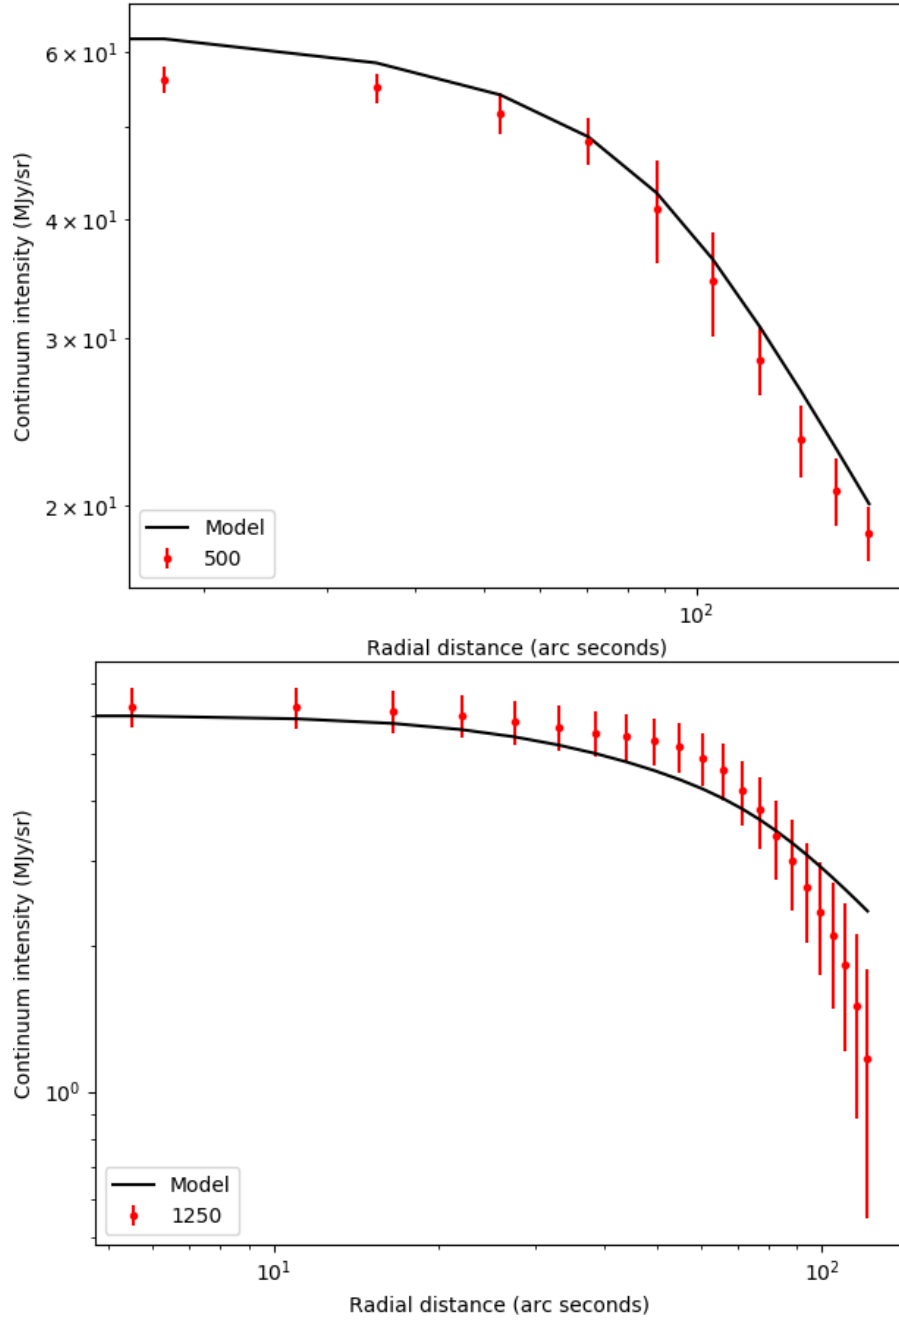 6 × 10¹
4 × 10¹
3 × 10¹
2 × 10¹
Continuum intensity (MJy/sr)
Model
500
10²
Radial distance (arc seconds)
10⁰
Continuum intensity (MJy/sr)
Model
1250
10¹ 10²
Radial distance (arc seconds)